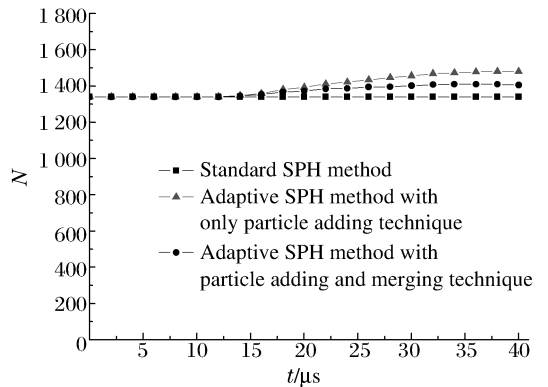 1 800
1 600
1 400
1 200
1 000
800
600
400
200
0
N
Standard SPH method
Adaptive SPH method with
only particle adding technique
Adaptive SPH method with
particle adding and merging technique
5 10 15 20 25 30 35 40
t/μs